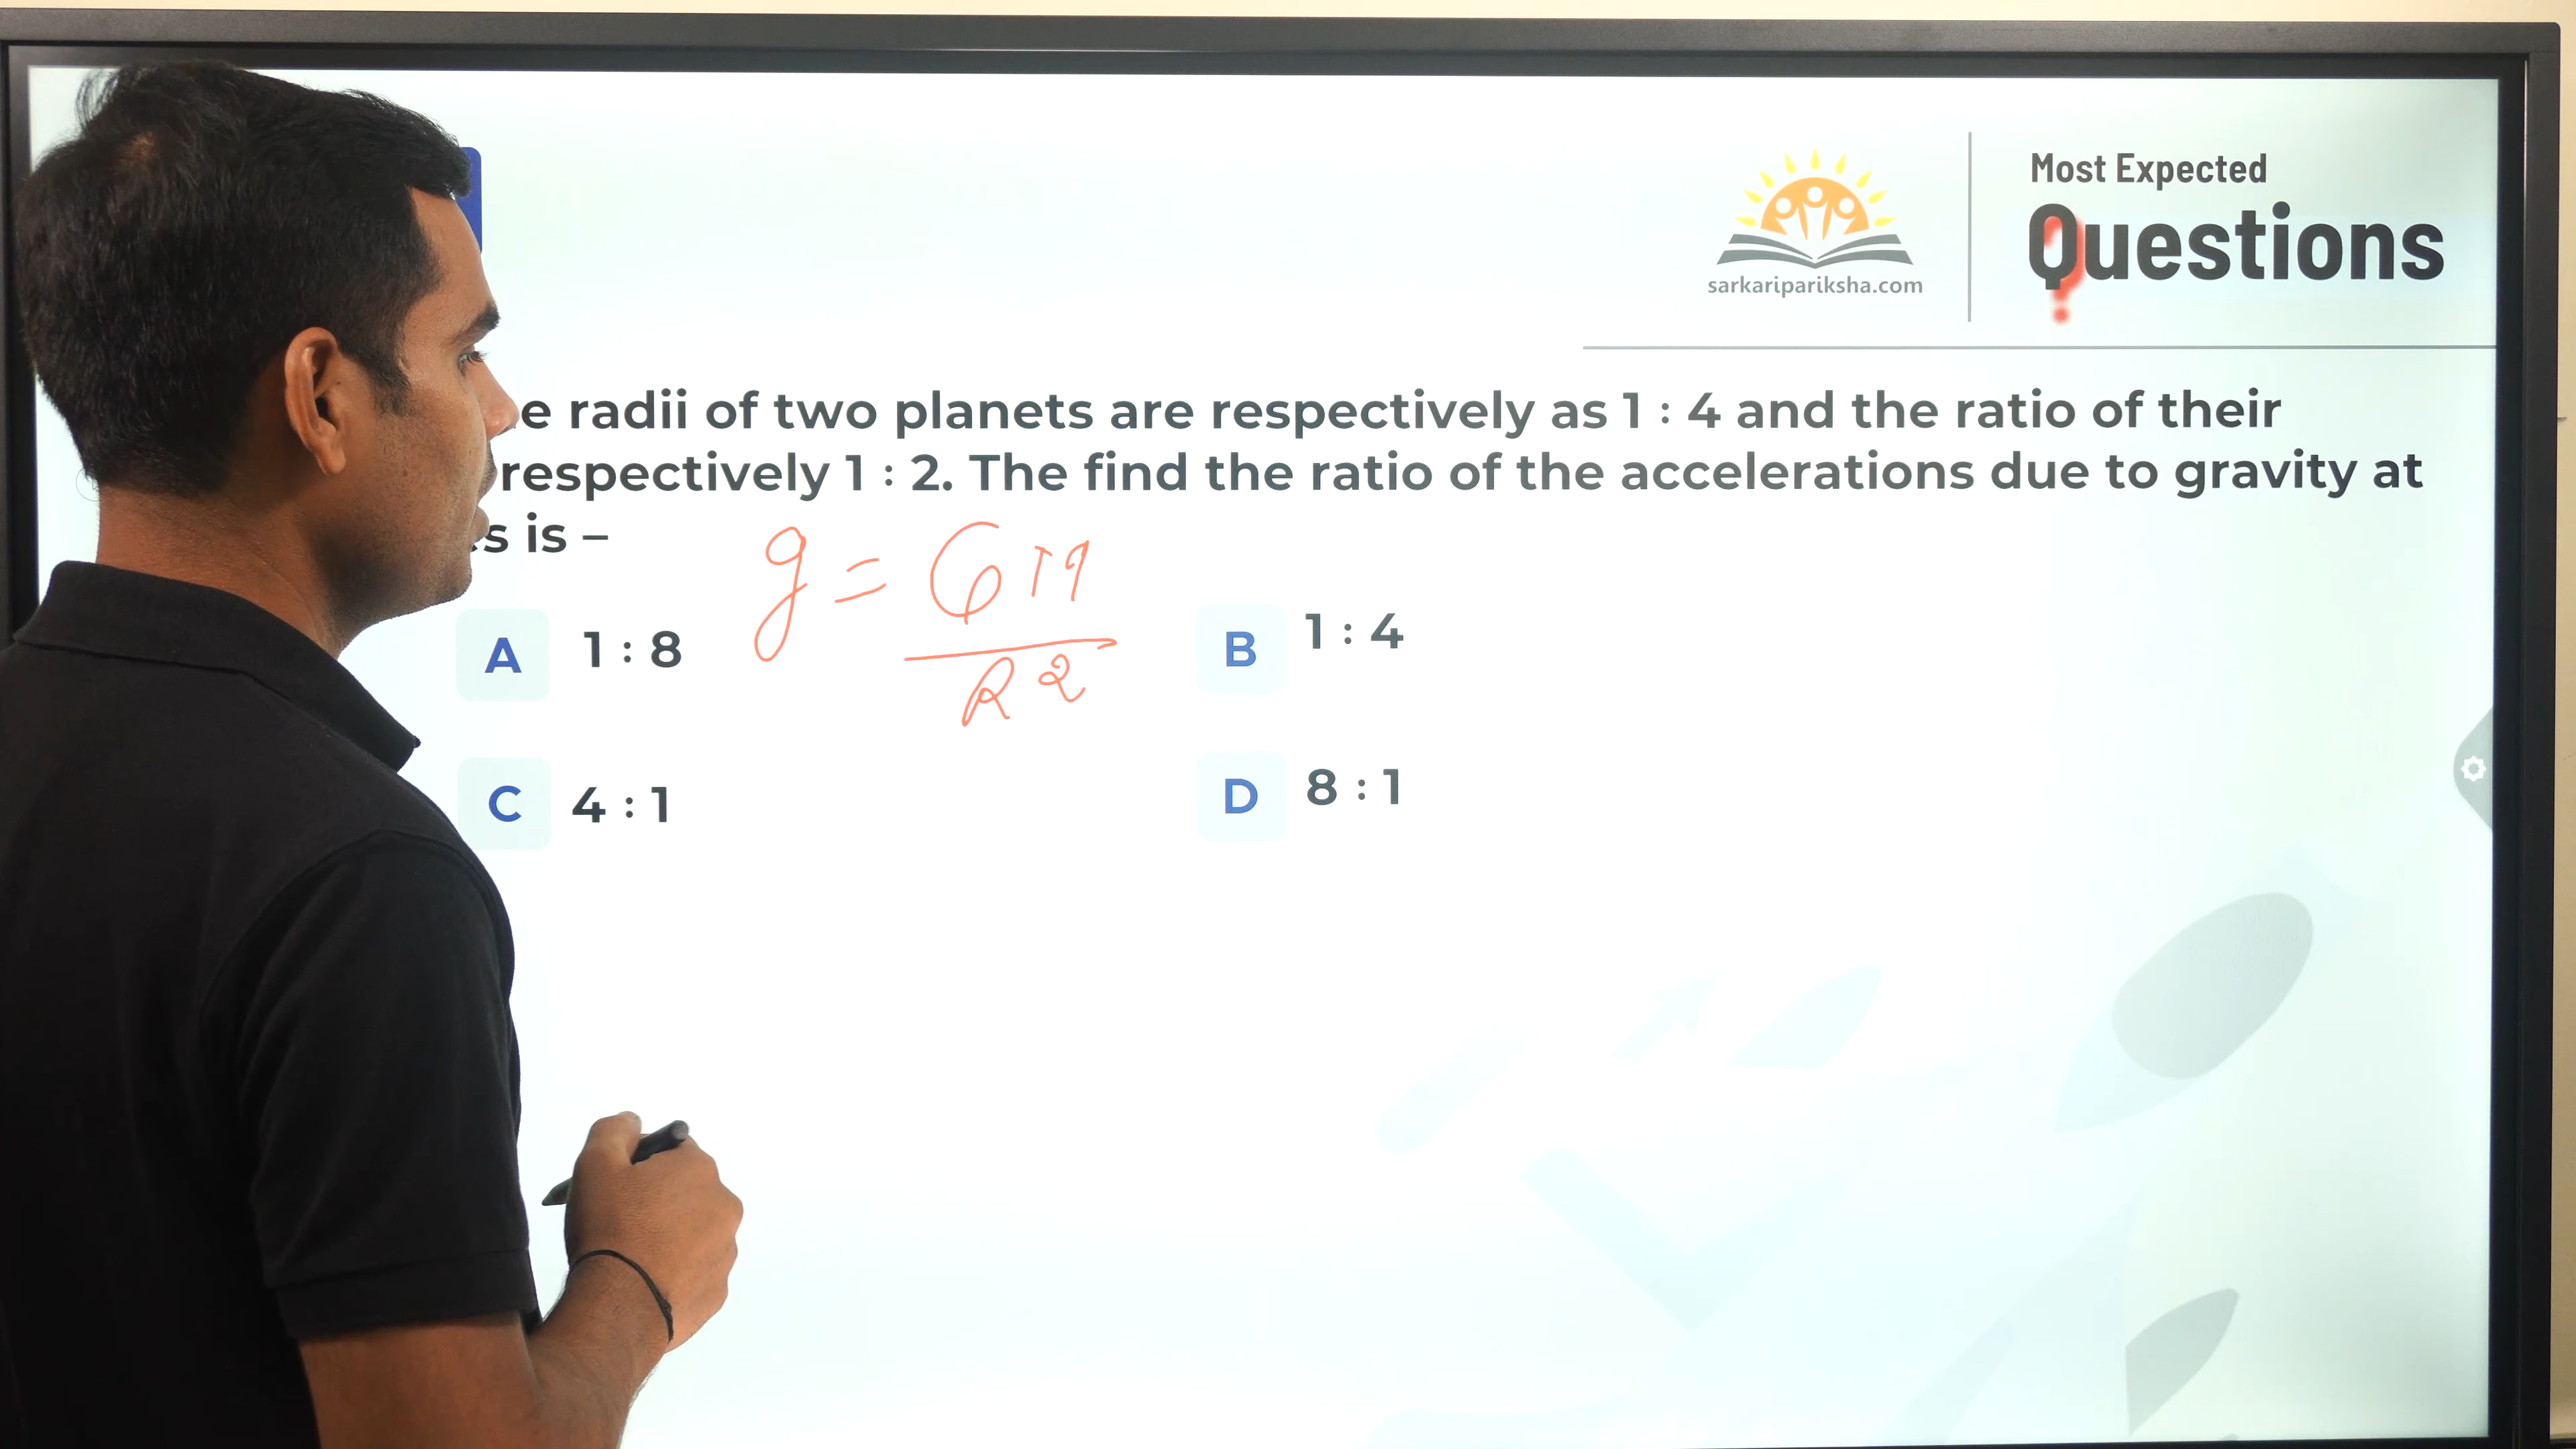 Most Expected
Questions
sarkaripariksha.com
radii of two planets are respectively as 1 : 4 and the ratio of their
respectively 1 : 2. The find the ratio of the accelerations due to gravity at
is –
g = GM
R²
A 1 : 8
B 1 : 4
C 4 : 1
D 8 : 1